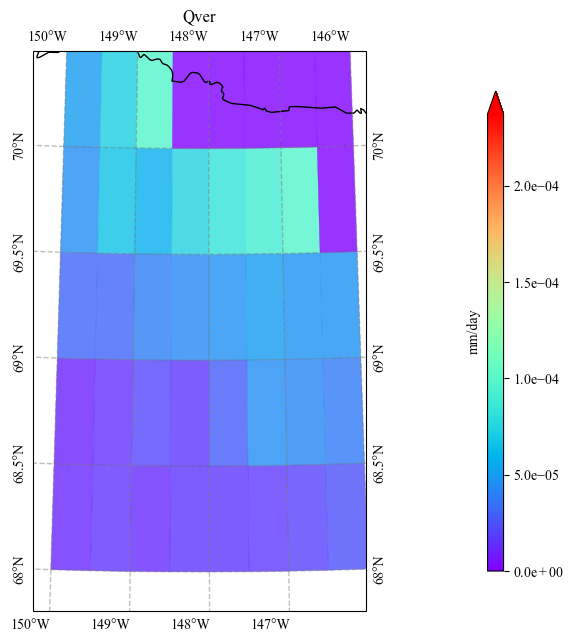 Qver
150°W 149°W 148°W 147°W 146°W
70°N 70°N
69.5°N 69.5°N
69°N 69°N
68.5°N 68.5°N
68°N 68°N
150°W 149°W 148°W 147°W
2.0e−04
1.5e−04
1.0e−04
5.0e−05
0.0e+00
mm/day